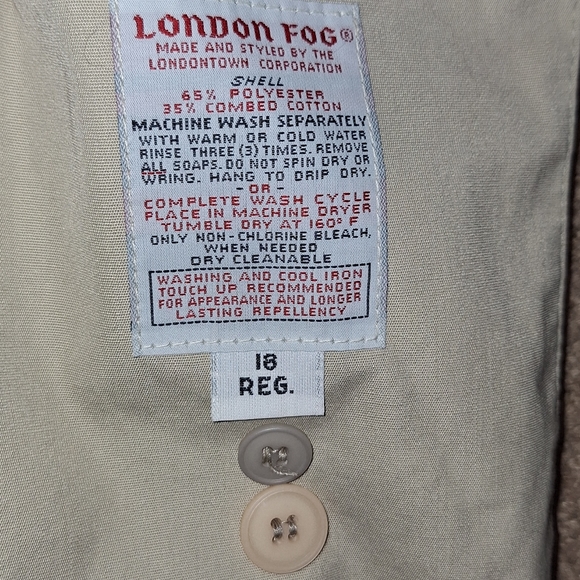 LONDON FOG®
MADE AND STYLED BY THE
LONDONTOWN CORPORATION
SHELL
65% POLYESTER
35% COMBED COTTON
MACHINE WASH SEPARATELY
WITH WARM OR COLD WATER
RINSE THREE (3) TIMES. REMOVE
ALL SOAPS. DO NOT SPIN DRY OR
WRING. HANG TO DRIP DRY.
-OR-
COMPLETE WASH CYCLE
PLACE IN MACHINE DRYER
TUMBLE DRY AT 160° F
ONLY NON-CHLORINE BLEACH,
WHEN NEEDED
DRY CLEANABLE
WASHING AND COOL IRON
TOUCH UP RECOMMENDED
FOR APPEARANCE AND LONGER
LASTING REPELLENCY
18
REG.